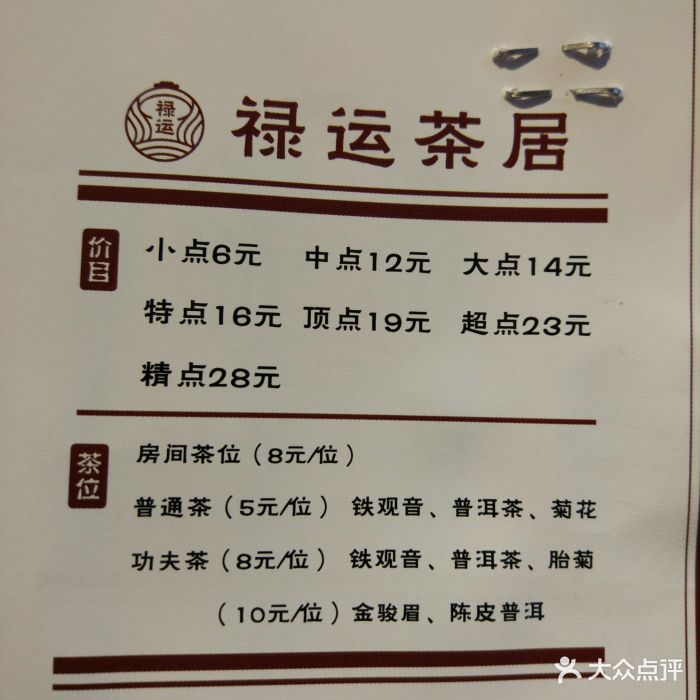 禄运
禄运茶居
价目
小点6元 中点12元 大点14元
特点16元 顶点19元 超点23元
精点28元
茶位
房间茶位(8元/位)
普通茶(5元/位) 铁观音、普洱茶、菊花
功夫茶(8元/位) 铁观音、普洱茶、胎菊
(10元/位) 金骏眉、陈皮普洱
大众点评